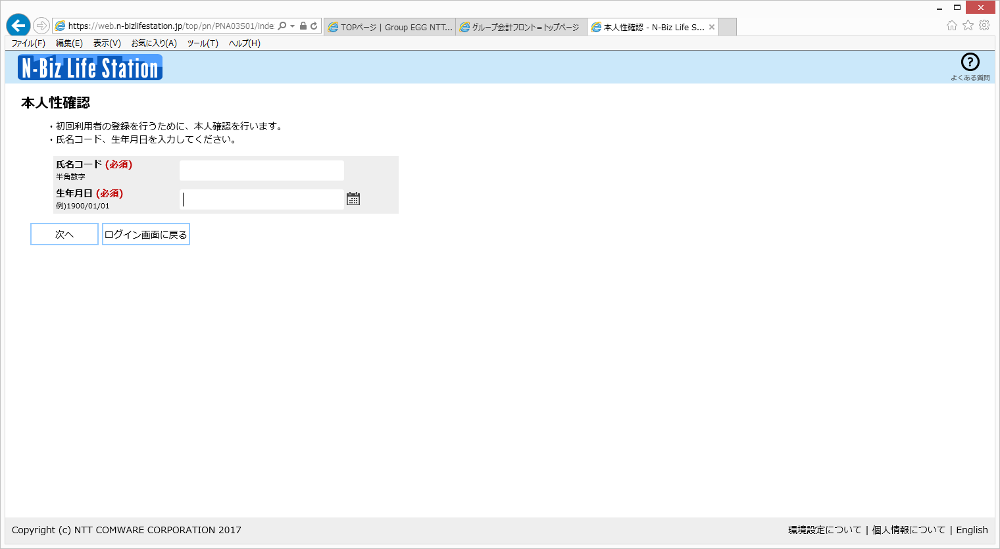 https://web.n-bizlifestation.jp/top/pn/PNA03S01/inde
TOPページ | Group EGG NTT...
グループ会計フロント=トップページ
本人性確認 - N-Biz Life S...
ファイル(F) 編集(E) 表示(V) お気に入り(A) ツール(T) ヘルプ(H)
N-Biz Life Station
?
よくある質問
本人性確認
・初回利用者の登録を行うために、本人確認を行います。
・氏名コード、生年月日を入力してください。
氏名コード (必須)
半角数字
生年月日 (必須)
例)1900/01/01
次へ ログイン画面に戻る
Copyright (c) NTT COMWARE CORPORATION 2017
環境設定について | 個人情報について | English